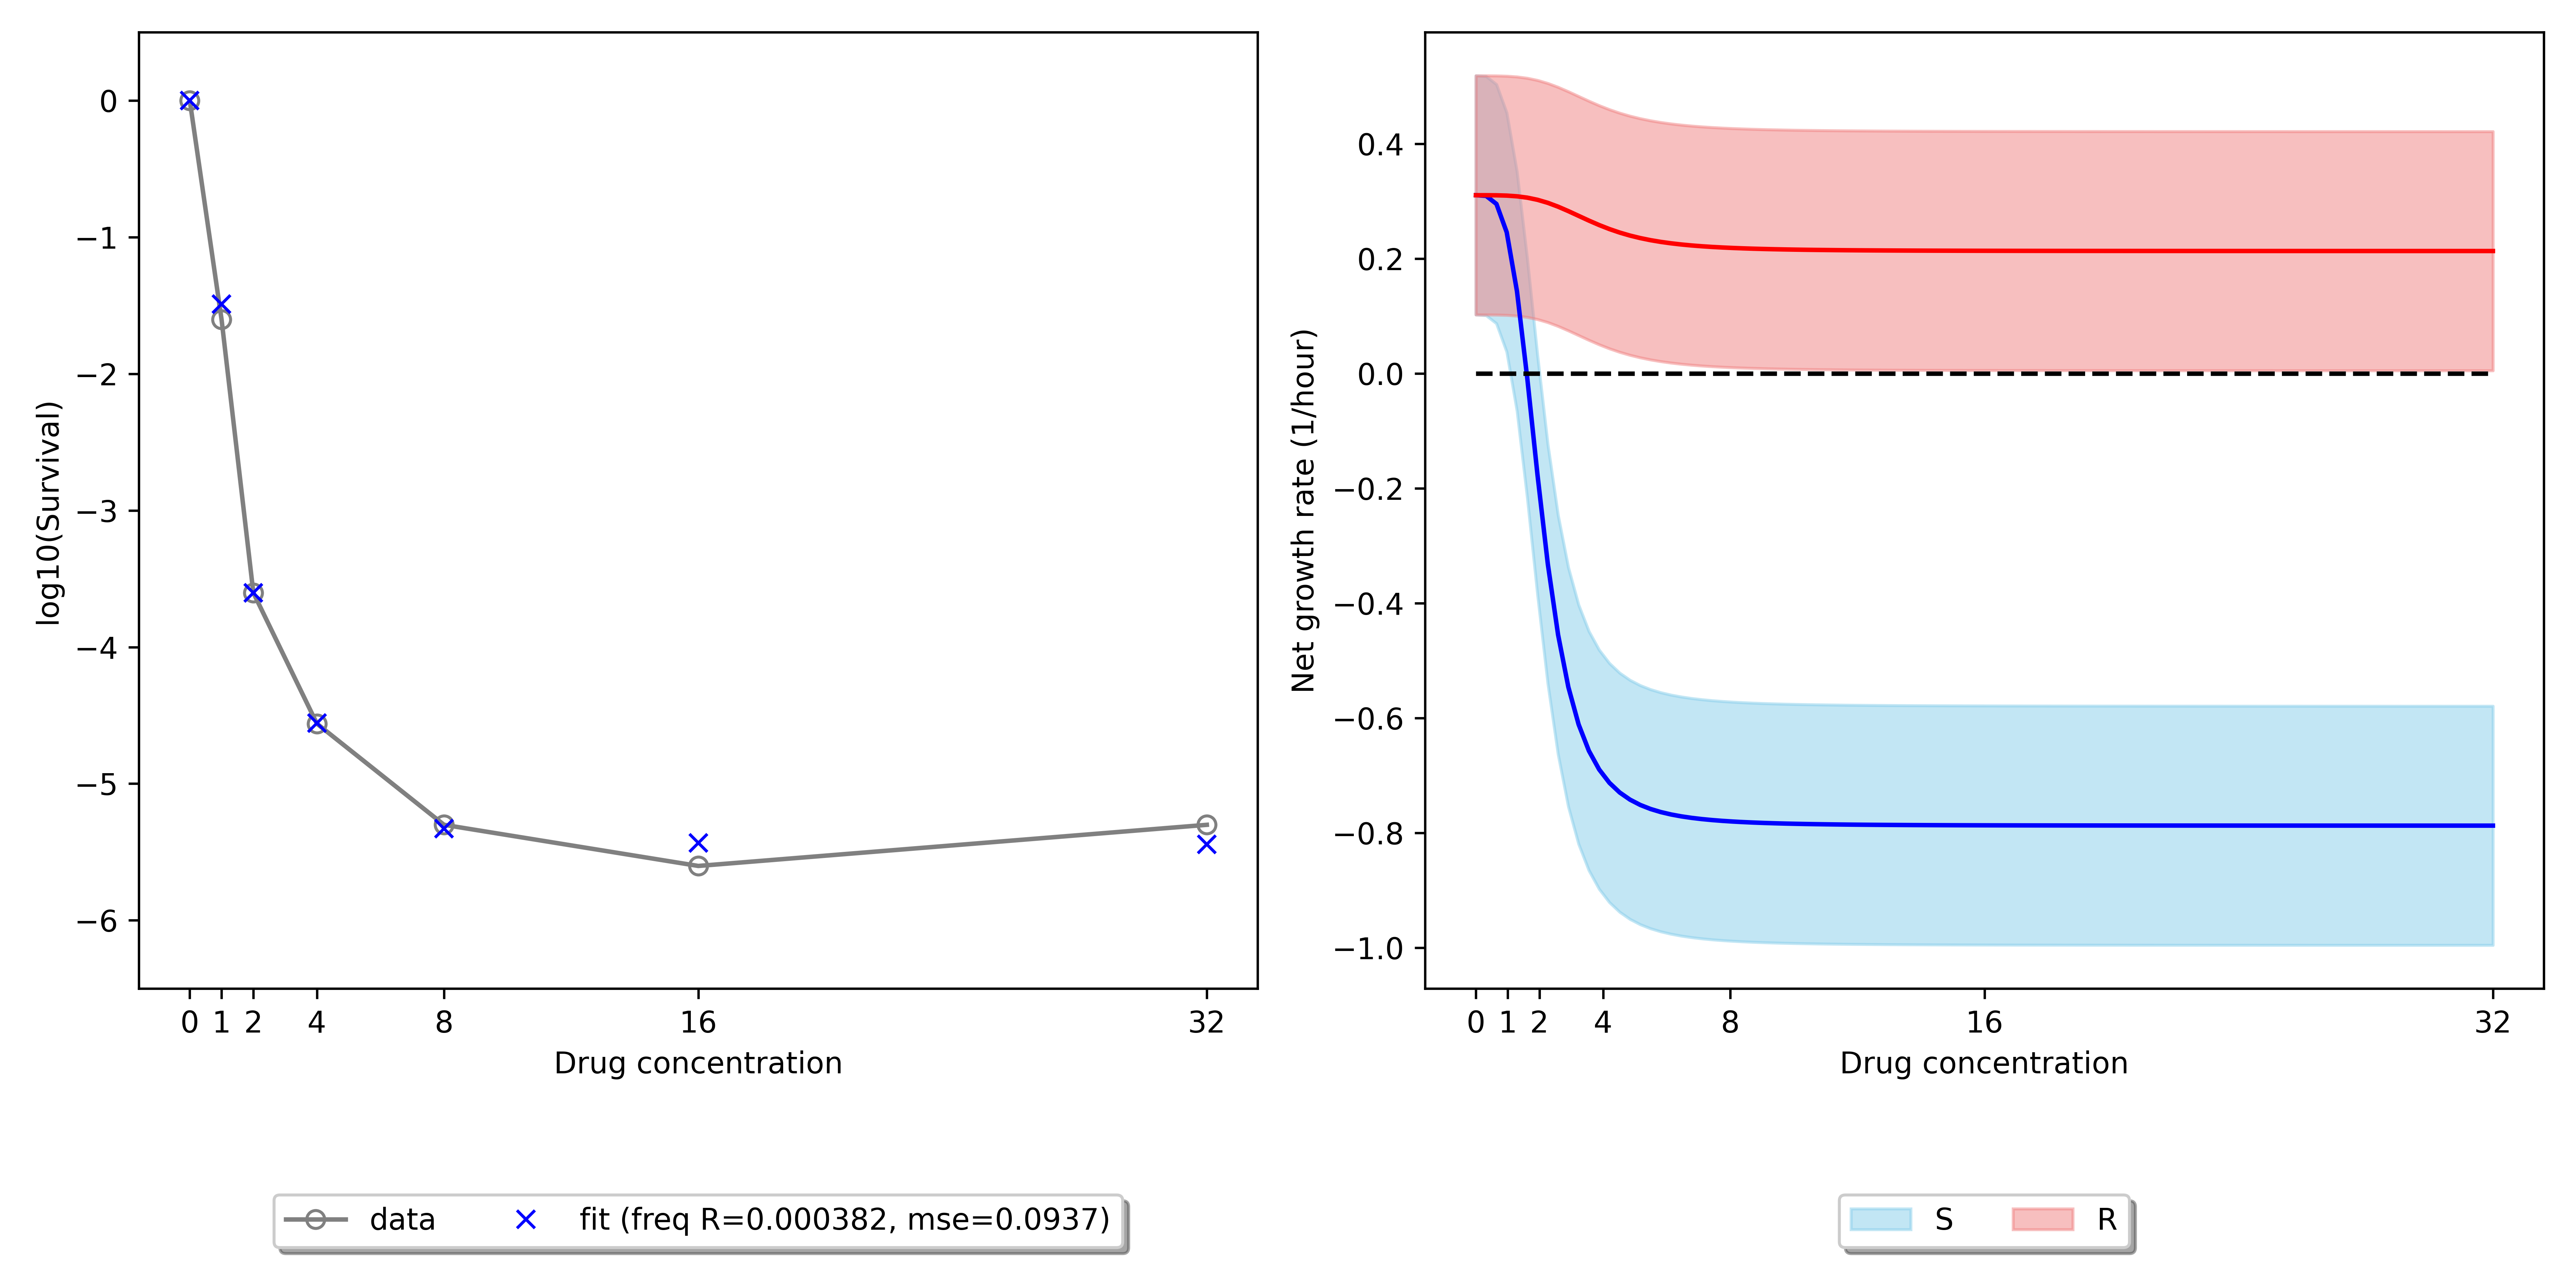 log10(Survival)
0
−1
−2
−3
−4
−5
−6
0 1 2 4 8 16 32
Drug concentration
data fit (freq R=0.000382, mse=0.0937)
Net growth rate (1/hour)
0.4
0.2
0.0
−0.2
−0.4
−0.6
−0.8
−1.0
0 1 2 4 8 16 32
Drug concentration
S R